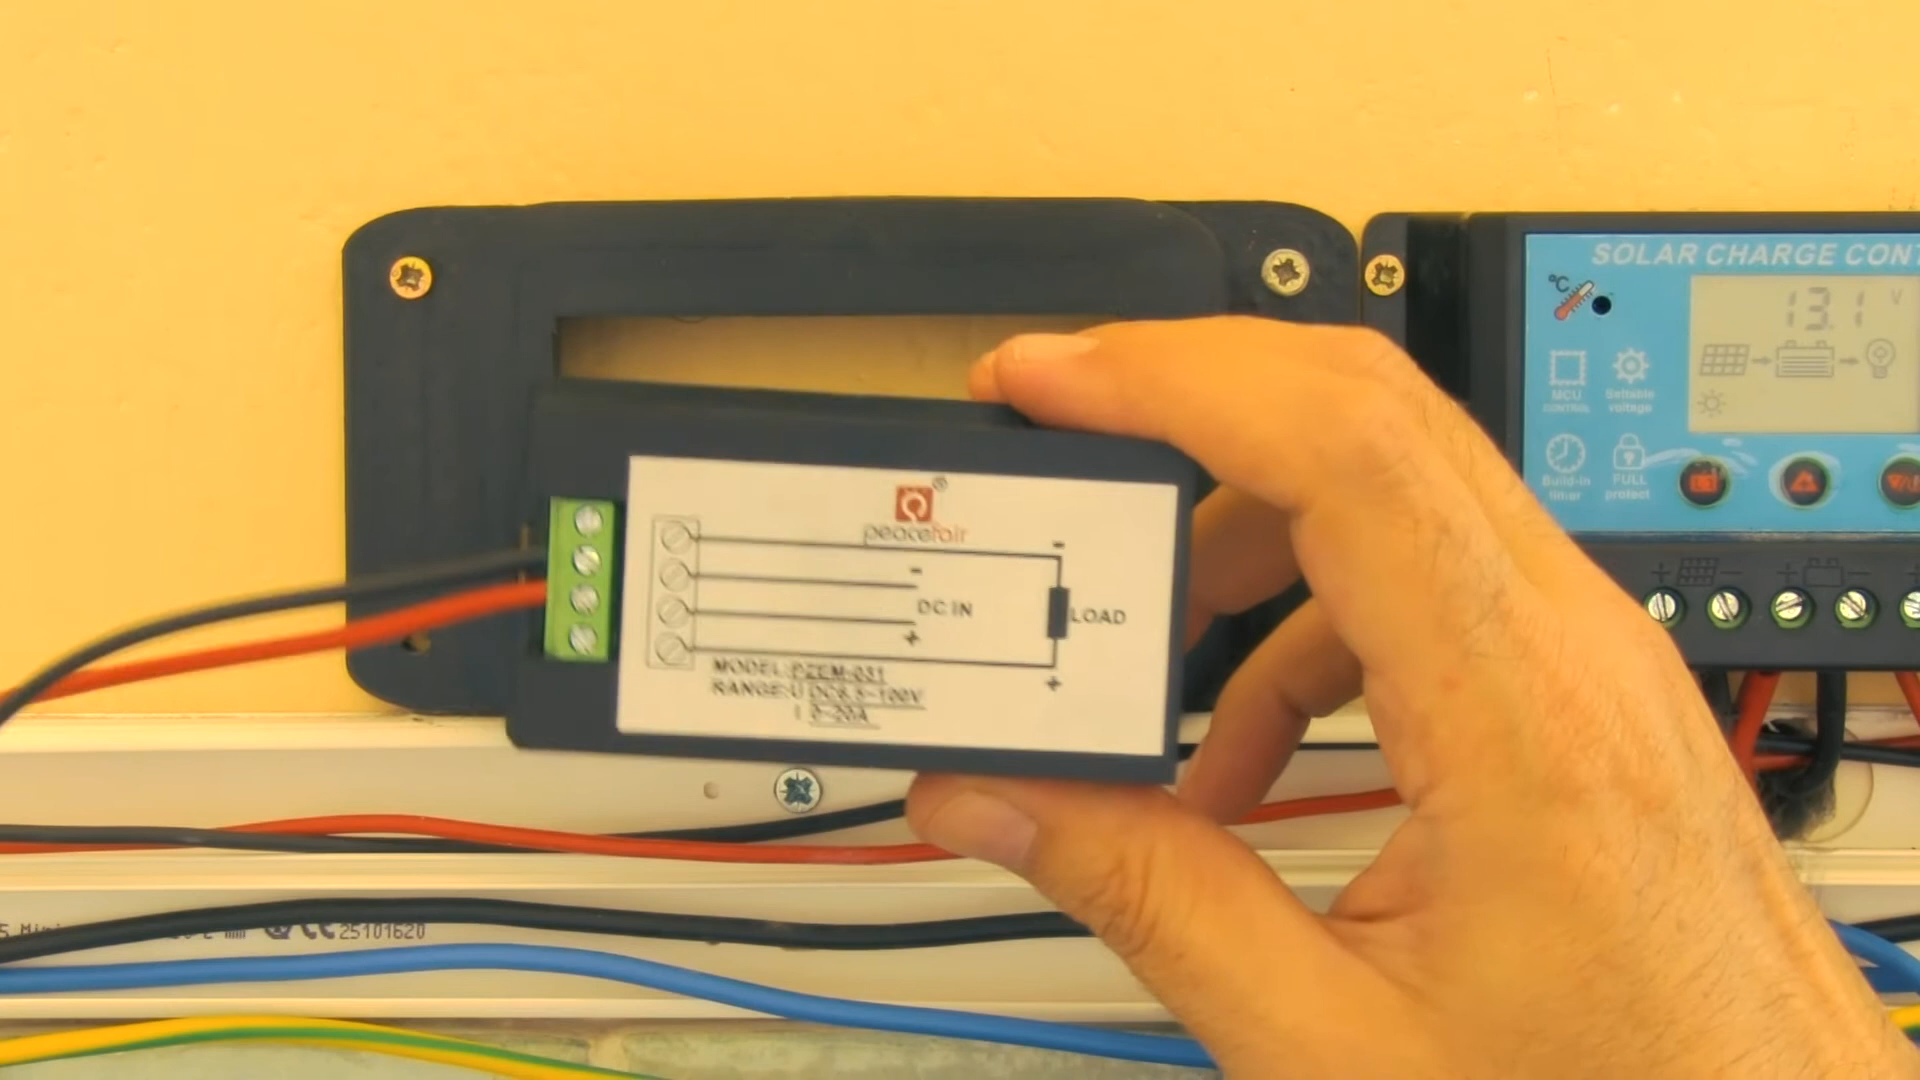 SOLAR CHARGE CONT
°C
13.1 V
MCU
CONTROL
Settable
voltage
Build-in
timer
FULL
protect
peacefair
®
-
-
DC IN
+
LOAD
+
MODEL:PZEM-031
RANGE:U DC6.5-100V
I 0-20A
+ -
+ -
+
25101620